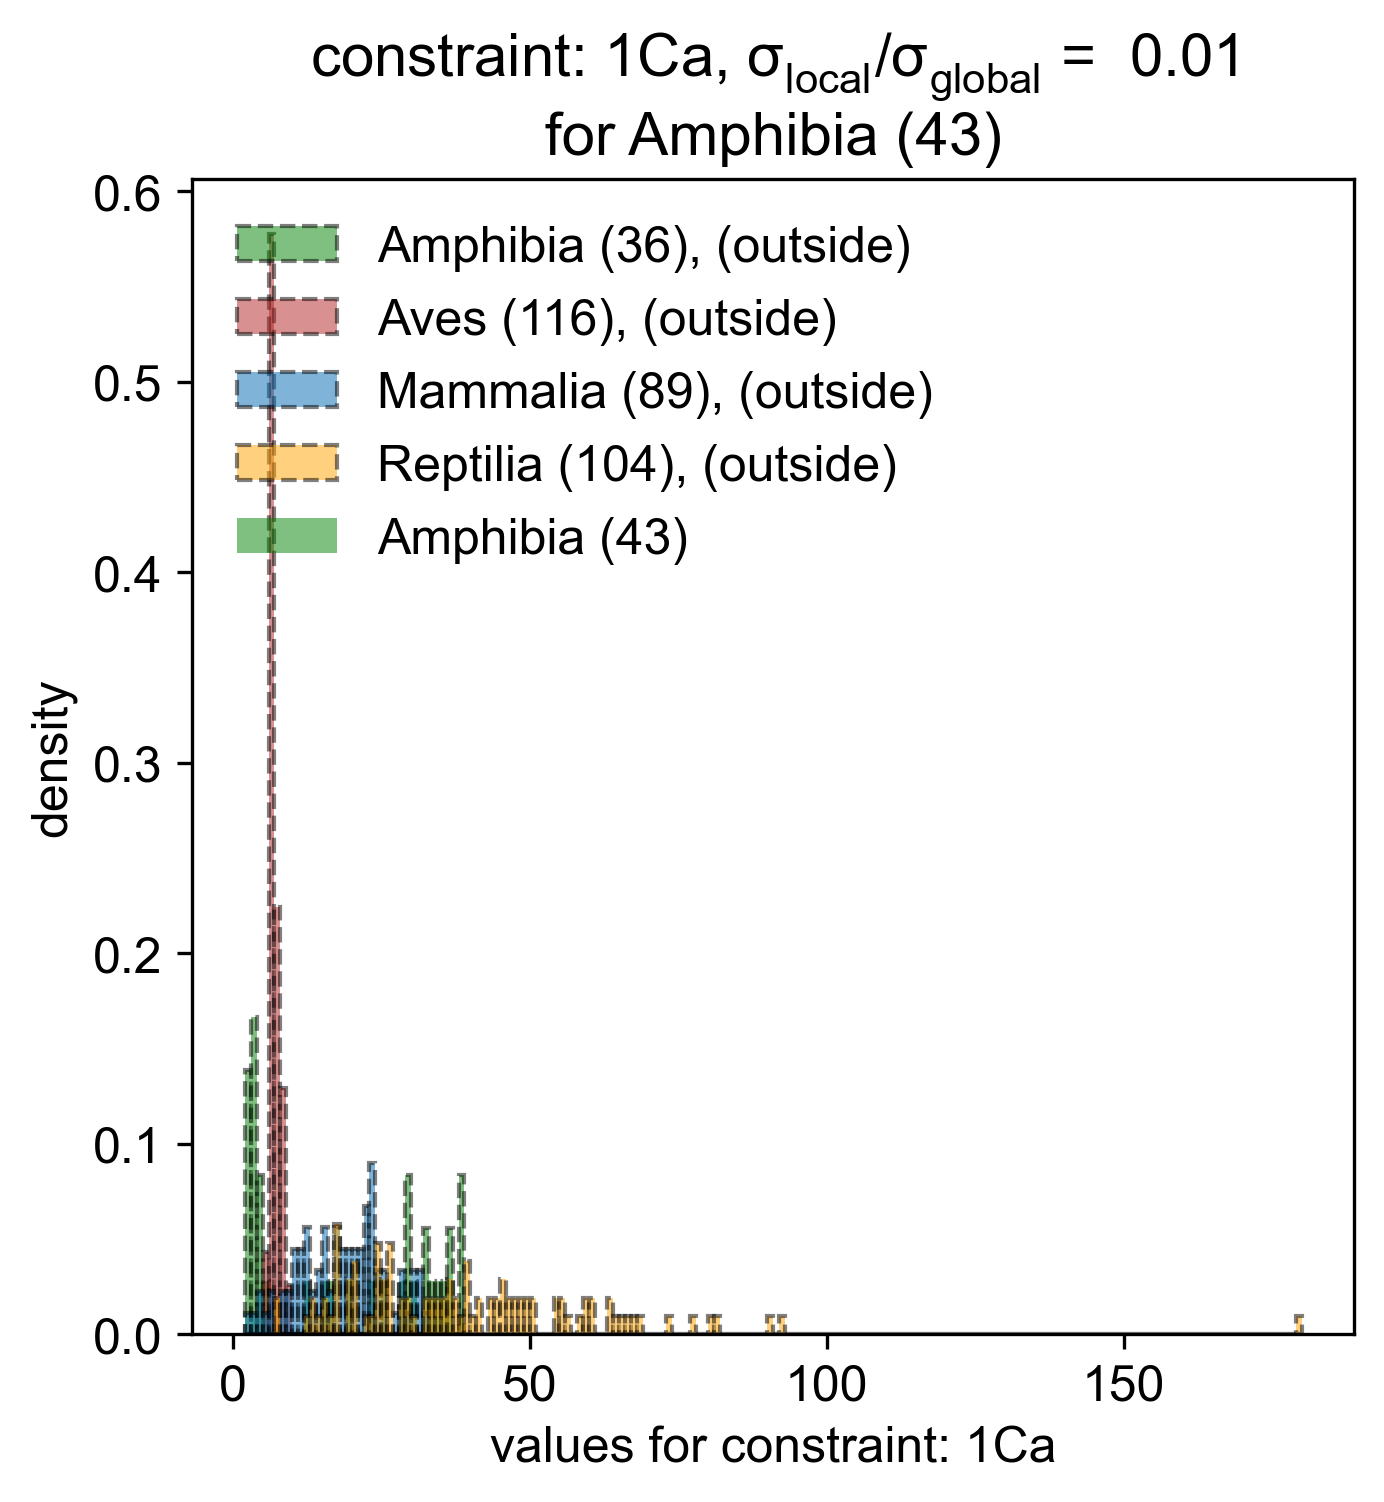 constraint: 1Ca, σlocal/σglobal = 0.01
for Amphibia (43)
0.6
0.5
0.4
0.3
0.2
0.1
0.0
density
Amphibia (36), (outside)
Aves (116), (outside)
Mammalia (89), (outside)
Reptilia (104), (outside)
Amphibia (43)
0 50 100 150
values for constraint: 1Ca